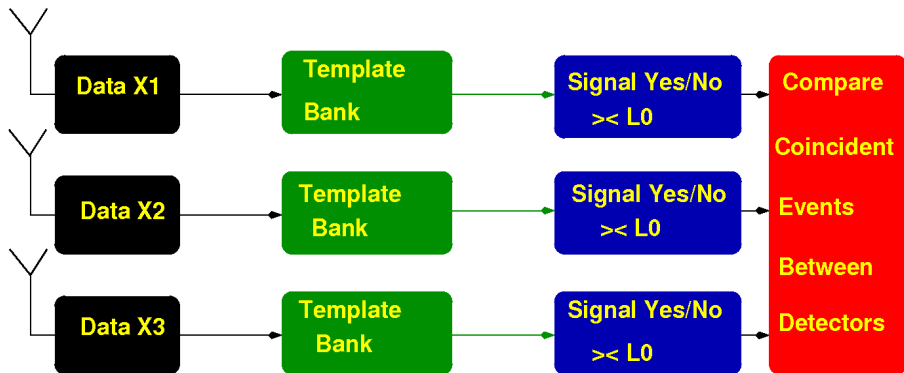 Data X1
Template
Bank
Signal Yes/No
>< L0
Data X2
Template
Bank
Signal Yes/No
>< L0
Data X3
Template
Bank
Signal Yes/No
>< L0
Compare
Coincident
Events
Between
Detectors